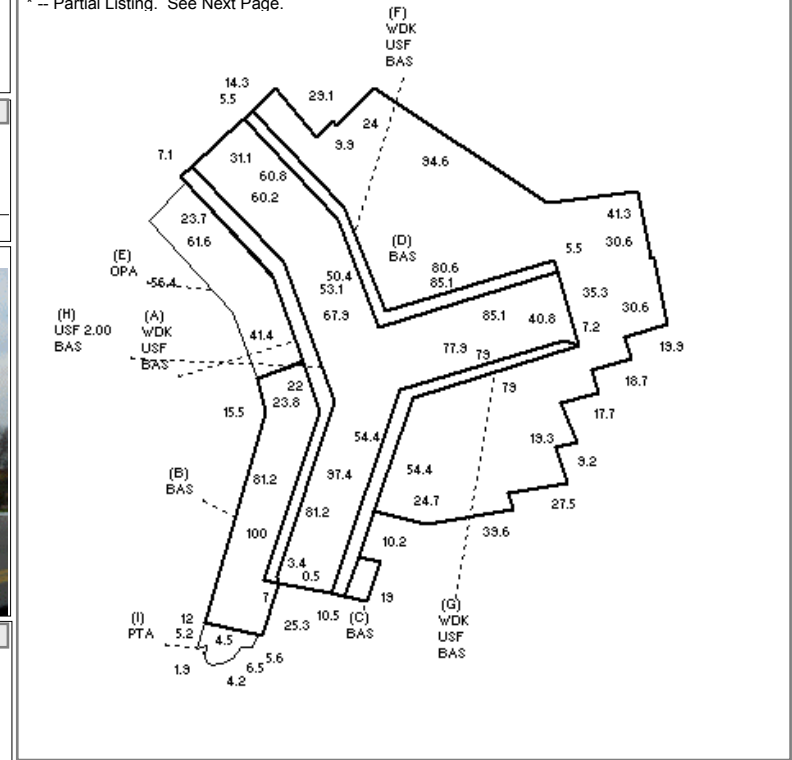 * -- Partial Listing. See Next Page.
(F)
WDK
USF
BAS
14.3
5.5
29.1
24
9.9
94.6
7.1
31.1
60.8
60.2
41.3
30.6
23.7
61.6
(D)
BAS
5.5
(E)
OPA
56.4
80.6
85.1
50.4
53.1
67.9
35.3
30.6
(H)
USF 2.00
BAS
(A)
WDK
USF
BAS
41.4
85.1
40.8
7.2
19.9
77.9
79
79
18.7
22
23.8
15.5
17.7
54.4
19.3
9.2
(B)
BAS
81.2
97.4
54.4
24.7
27.5
81.2
100
39.6
10.2
3.4
0.5
7
19
10.5
(C)
BAS
(G)
WDK
USF
BAS
(I)
PTA
12
5.2
4.5
25.3
5.6
6.5
1.9
4.2